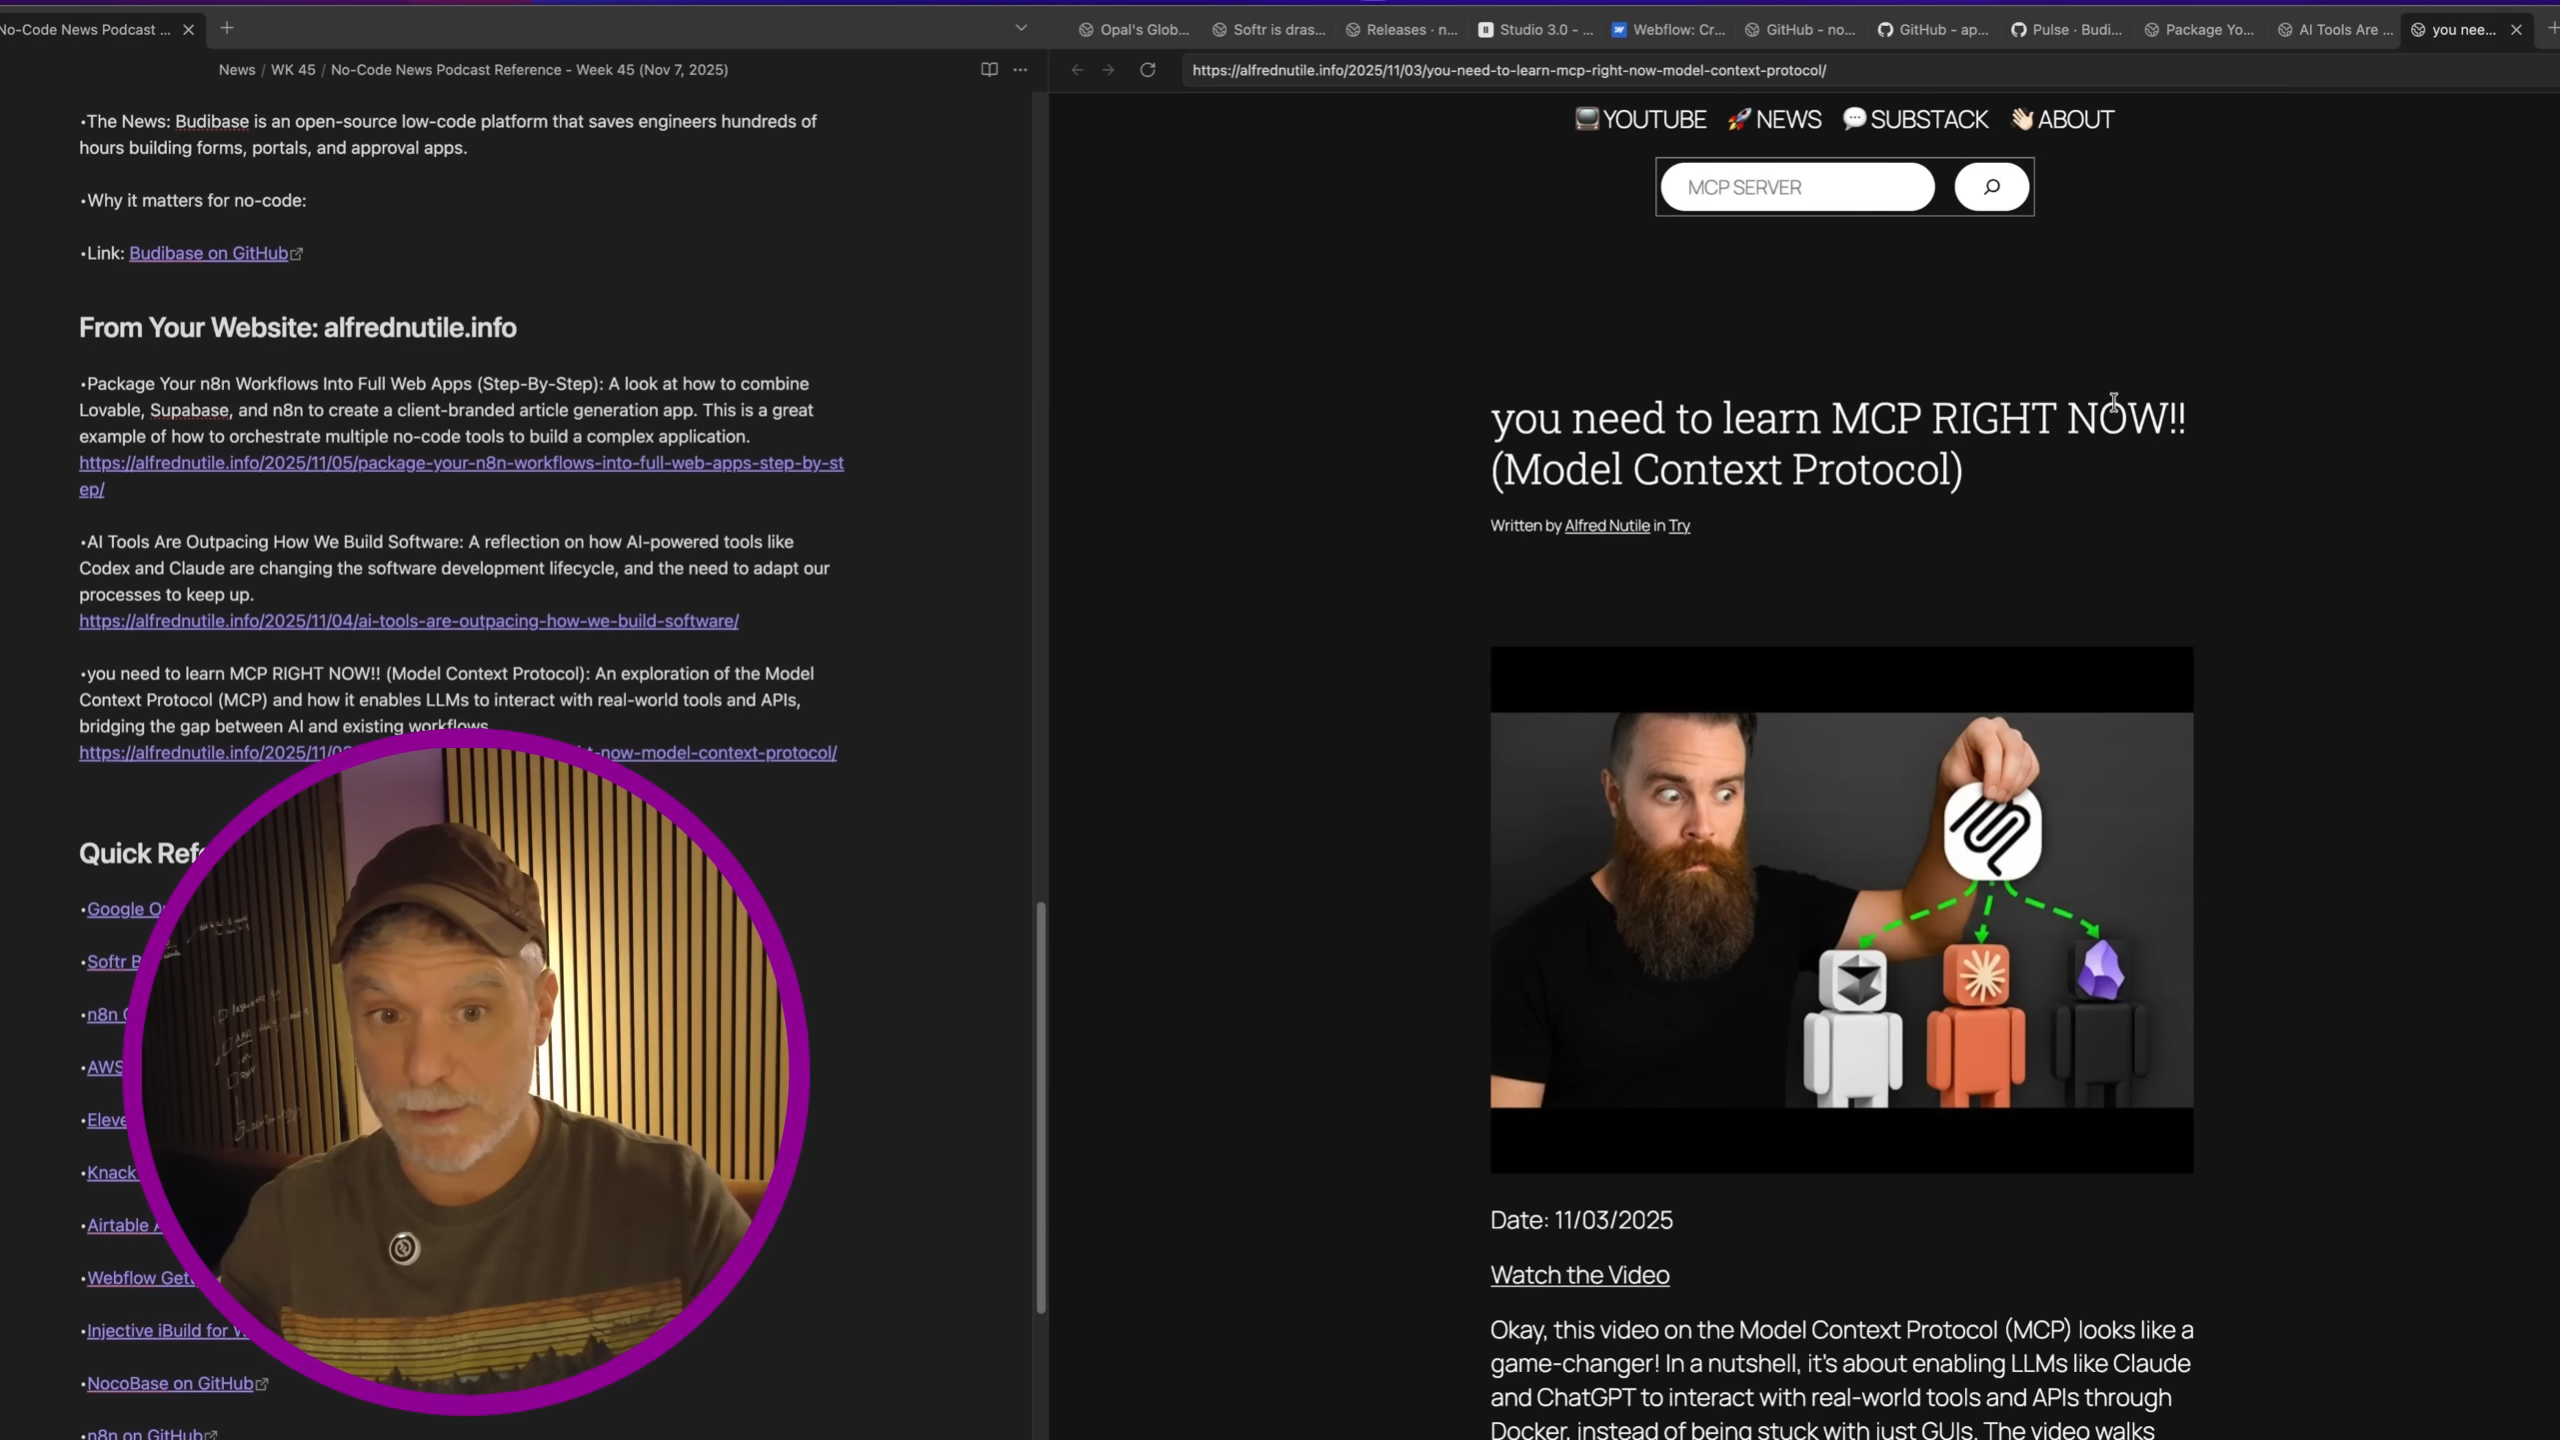 No-Code News Podcast ...
Opal's Glob...
Softr is dras...
Releases · n...
Studio 3.0 - ...
Webflow: Cr...
GitHub - no...
GitHub - ap...
Pulse · Budi...
Package Yo...
AI Tools Are ...
you nee...
News / WK 45 / No-Code News Podcast Reference - Week 45 (Nov 7, 2025)
https://alfrednutile.info/2025/11/03/you-need-to-learn-mcp-right-now-model-context-protocol/
•The News: Budibase is an open-source low-code platform that saves engineers hundreds of
hours building forms, portals, and approval apps.
•Why it matters for no-code:
•Link: Budibase on GitHub
From Your Website: alfrednutile.info
•Package Your n8n Workflows Into Full Web Apps (Step-By-Step): A look at how to combine
Lovable, Supabase, and n8n to create a client-branded article generation app. This is a great
example of how to orchestrate multiple no-code tools to build a complex application.
https://alfrednutile.info/2025/11/05/package-your-n8n-workflows-into-full-web-apps-step-by-st
ep/
•AI Tools Are Outpacing How We Build Software: A reflection on how AI-powered tools like
Codex and Claude are changing the software development lifecycle, and the need to adapt our
processes to keep up.
https://alfrednutile.info/2025/11/04/ai-tools-are-outpacing-how-we-build-software/
•you need to learn MCP RIGHT NOW!! (Model Context Protocol): An exploration of the Model
Context Protocol (MCP) and how it enables LLMs to interact with real-world tools and APIs,
bridging the gap between AI and existing workflows.
https://alfrednutile.info/2025/11/0 -now-model-context-protocol/
Quick Ref
•Google O
•Softr B
•n8n
•AWS
•Eleve
•Knack
•Airtable A
•Webflow Get
•Injective iBuild for
•NocoBase on GitHub
•n8n on GitHub
YOUTUBE NEWS SUBSTACK ABOUT
MCP SERVER
you need to learn MCP RIGHT NOW!!
(Model Context Protocol)
Written by Alfred Nutile in Try
Date: 11/03/2025
Watch the Video
Okay, this video on the Model Context Protocol (MCP) looks like a
game-changer! In a nutshell, it's about enabling LLMs like Claude
and ChatGPT to interact with real-world tools and APIs through
Docker, instead of being stuck with just GUIs. The video walks